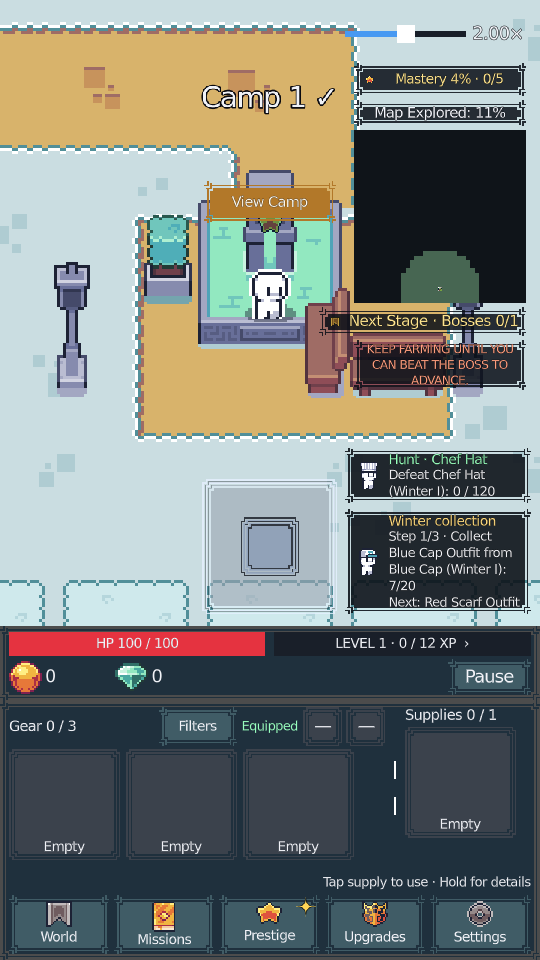 2.00×
Mastery 4% · 0/5
Camp 1 ✓
Map Explored: 11%
View Camp
Next Stage · Bosses 0/1
KEEP FARMING UNTIL YOU
CAN BEAT THE BOSS TO
ADVANCE.
Hunt · Chef Hat
Defeat Chef Hat
(Winter I): 0 / 120
Winter collection
Step 1/3 · Collect
Blue Cap Outfit from
Blue Cap (Winter I):
7/20
Next: Red Scarf Outfit
HP 100 / 100
LEVEL 1 · 0 / 12 XP ›
0
0
Pause
Gear 0 / 3
Filters
Equipped
—
—
Supplies 0 / 1
Empty
Empty
Empty
Empty
Tap supply to use · Hold for details
World
Missions
Prestige
Upgrades
Settings